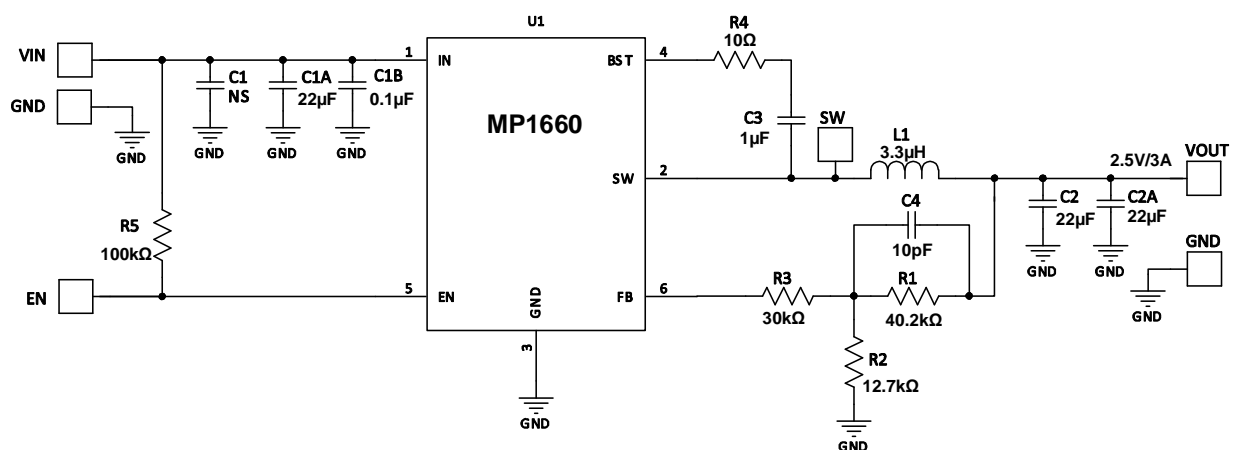 U1
VIN
GND
GND
C1
NS
GND
C1A
22µF
GND
C1B
0.1µF
GND
1
IN
MP1660
BST
4
R4
10Ω
C3
1µF
SW
SW
2
L1
3.3µH
2.5V/3A
VOUT
C2
22µF
GND
C2A
22µF
GND
GND
GND
C4
10pF
R5
100kΩ
EN
5
EN
GND
3
GND
FB
6
R3
30kΩ
R1
40.2kΩ
R2
12.7kΩ
GND